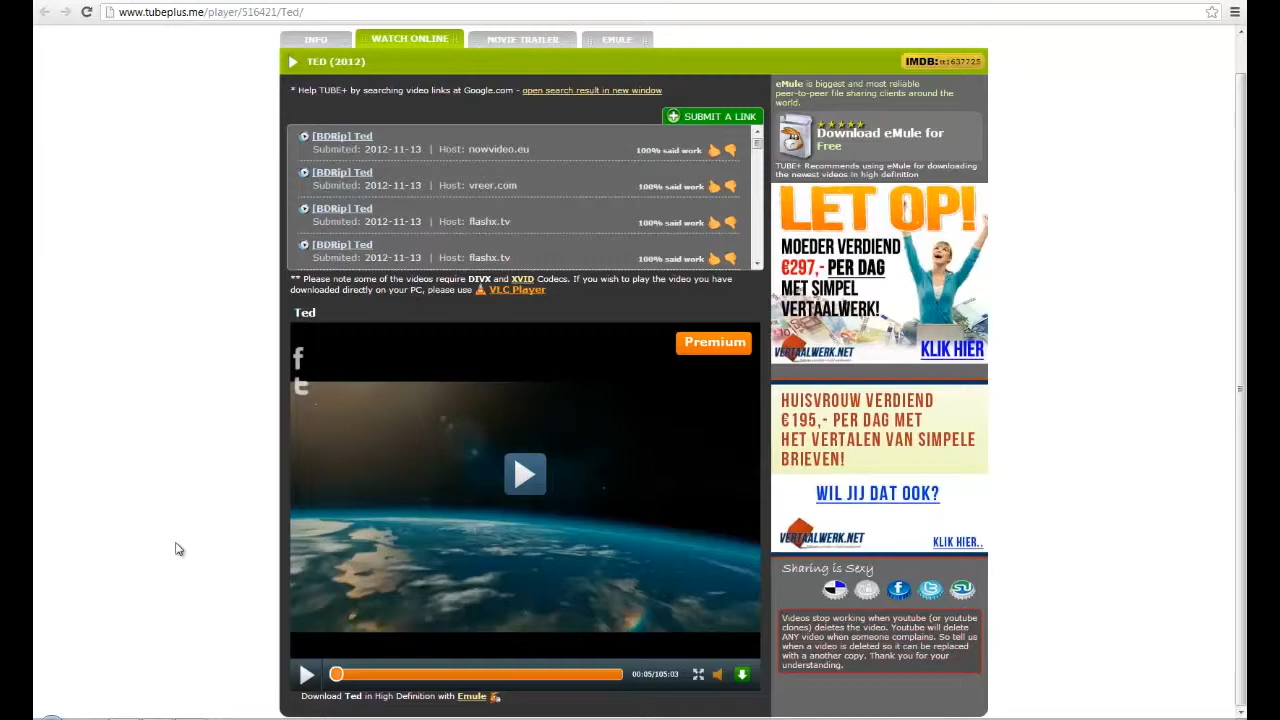 www.tubeplus.me/player/516421/Ted/
INFO
WATCH ONLINE
MOVIE TRAILER
EMULE
TED (2012)
IMDB: tt1637725
* Help TUBE+ by searching video links at Google.com - open search result in new window
SUBMIT A LINK
[BDRip] Ted
Submited: 2012-11-13 | Host: nowvideo.eu
100% said work
[BDRip] Ted
Submited: 2012-11-13 | Host: vreer.com
100% said work
[BDRip] Ted
Submited: 2012-11-13 | Host: flashx.tv
100% said work
[BDRip] Ted
Submited: 2012-11-13 | Host: flashx.tv
100% said work
** Please note some of the videos require DIVX and XVID Codecs. If you wish to play the video you have
downloaded directly on your PC, please use VLC Player
Ted
Premium
f
t
00:05/105:03
Download Ted in High Definition with Emule
eMule is biggest and most reliable
peer-to-peer file sharing clients around the
world.
Download eMule for
Free
TUBE+ Recommends using eMule for downloading
the newest videos in high definition
LET OP!
MOEDER VERDIEND
€297,- PER DAG
MET SIMPEL
VERTAALWERK!
VERTAALWERK.NET
KLIK HIER
HUISVROUW VERDIEND
€195,- PER DAG MET
HET VERTALEN VAN SIMPELE
BRIEVEN!
WIL JIJ DAT OOK?
VERTAALWERK.NET
KLIK HIER..
Sharing is Sexy
Videos stop working when youtube (or youtube
clones) deletes the video. Youtube will delete
ANY video when someone complains. So tell us
when a video is deleted so it can be replaced
with a another copy. Thank you for your
understanding.